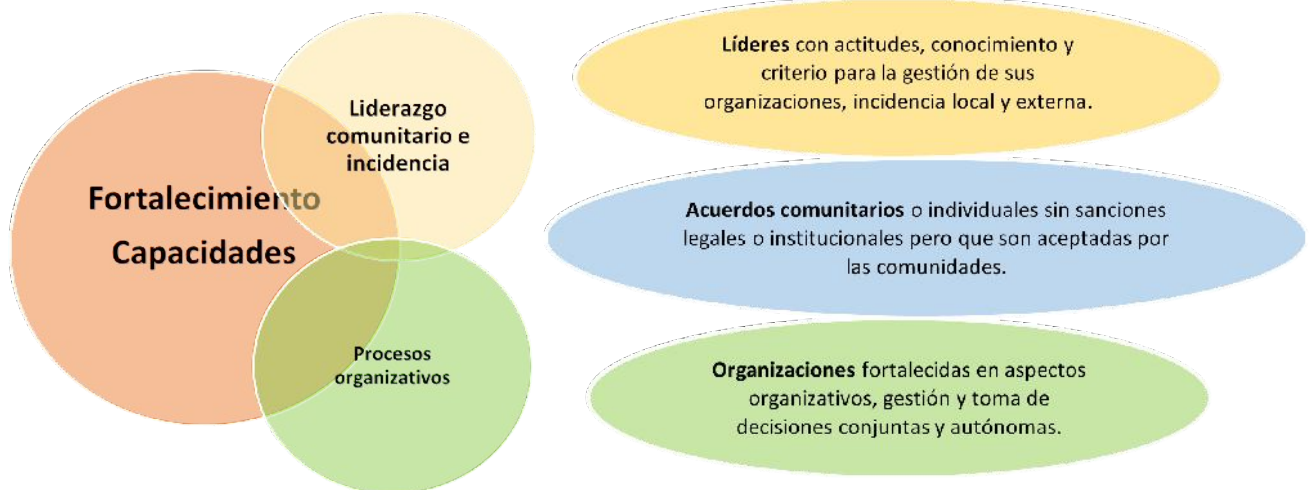 Fortalecimiento
Capacidades
Liderazgo
comunitario e
incidencia
Procesos
organizativos
Líderes con actitudes, conocimiento y
criterio para la gestión de sus
organizaciones, incidencia local y externa.
Acuerdos comunitarios o individuales sin sanciones
legales o institucionales pero que son aceptadas por
las comunidades.
Organizaciones fortalecidas en aspectos
organizativos, gestión y toma de
decisiones conjuntas y autónomas.